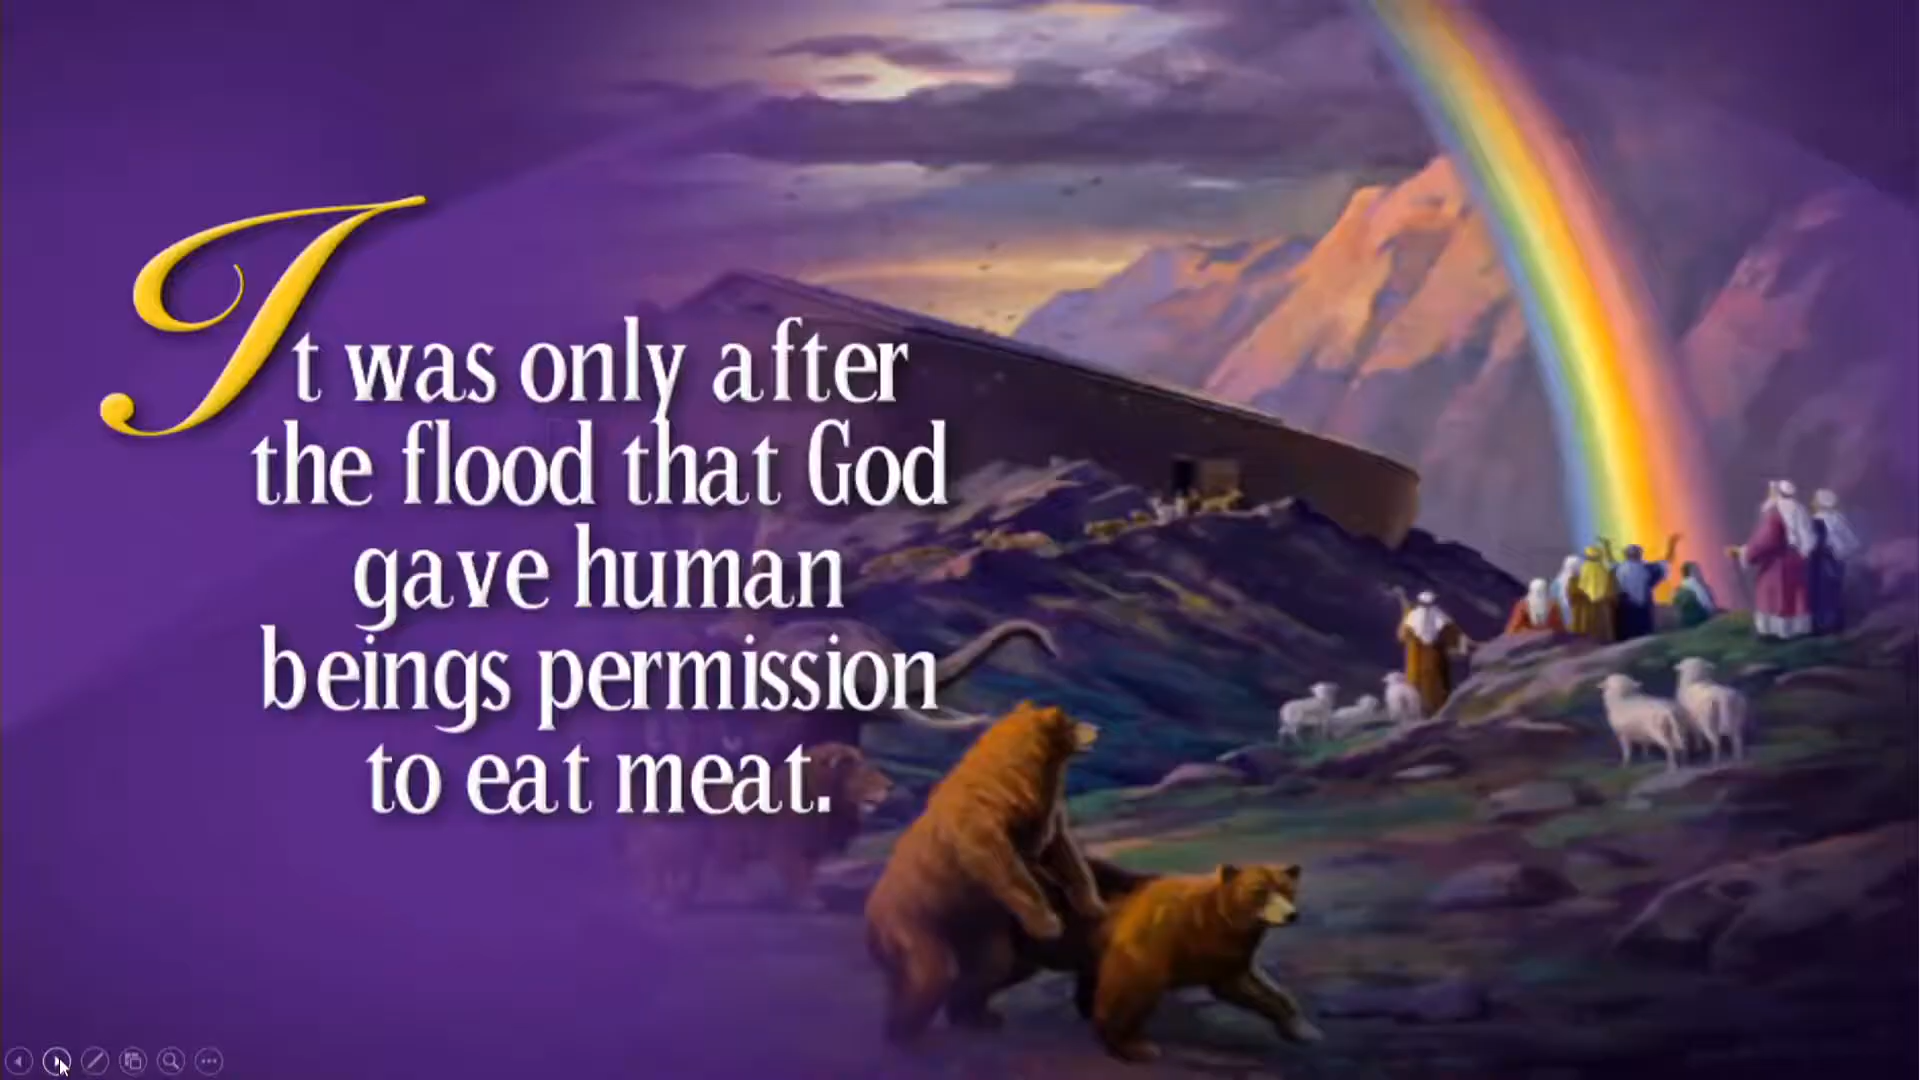 It was only after
the flood that God
gave human
beings permission
to eat meat.